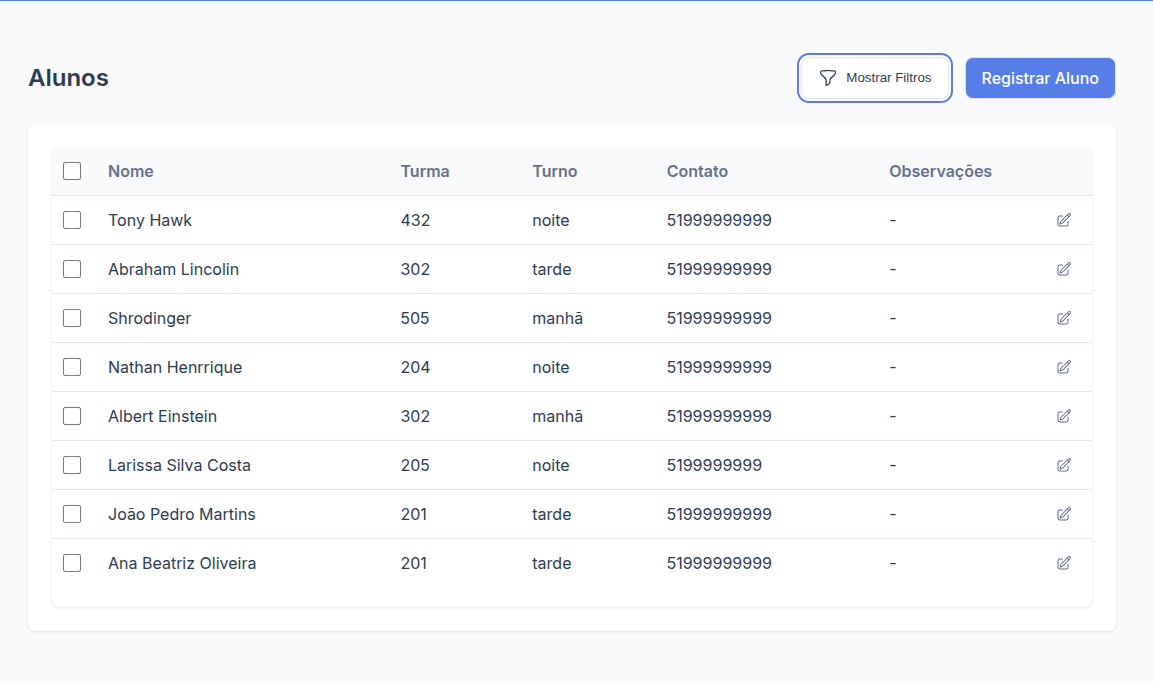 Alunos
Mostrar Filtros
Registrar Aluno
Nome Turma Turno Contato Observações
Tony Hawk 432 noite 51999999999 -
Abraham Lincolin 302 tarde 51999999999 -
Shrodinger 505 manhã 51999999999 -
Nathan Henrrique 204 noite 51999999999 -
Albert Einstein 302 manhã 51999999999 -
Larissa Silva Costa 205 noite 5199999999 -
João Pedro Martins 201 tarde 51999999999 -
Ana Beatriz Oliveira 201 tarde 51999999999 -